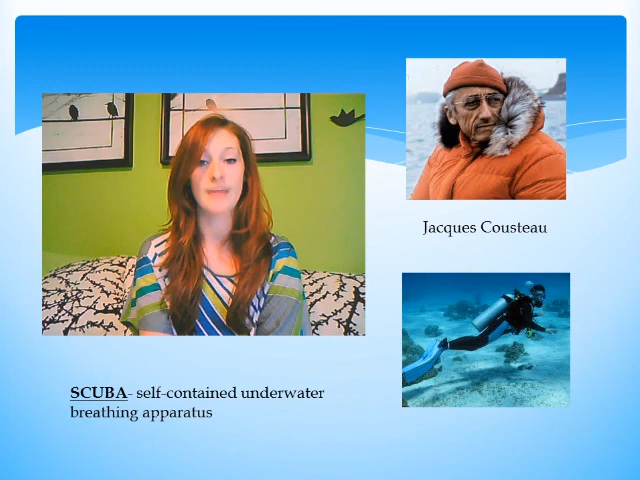 Jacques Cousteau
SCUBA- self-contained underwater
breathing apparatus